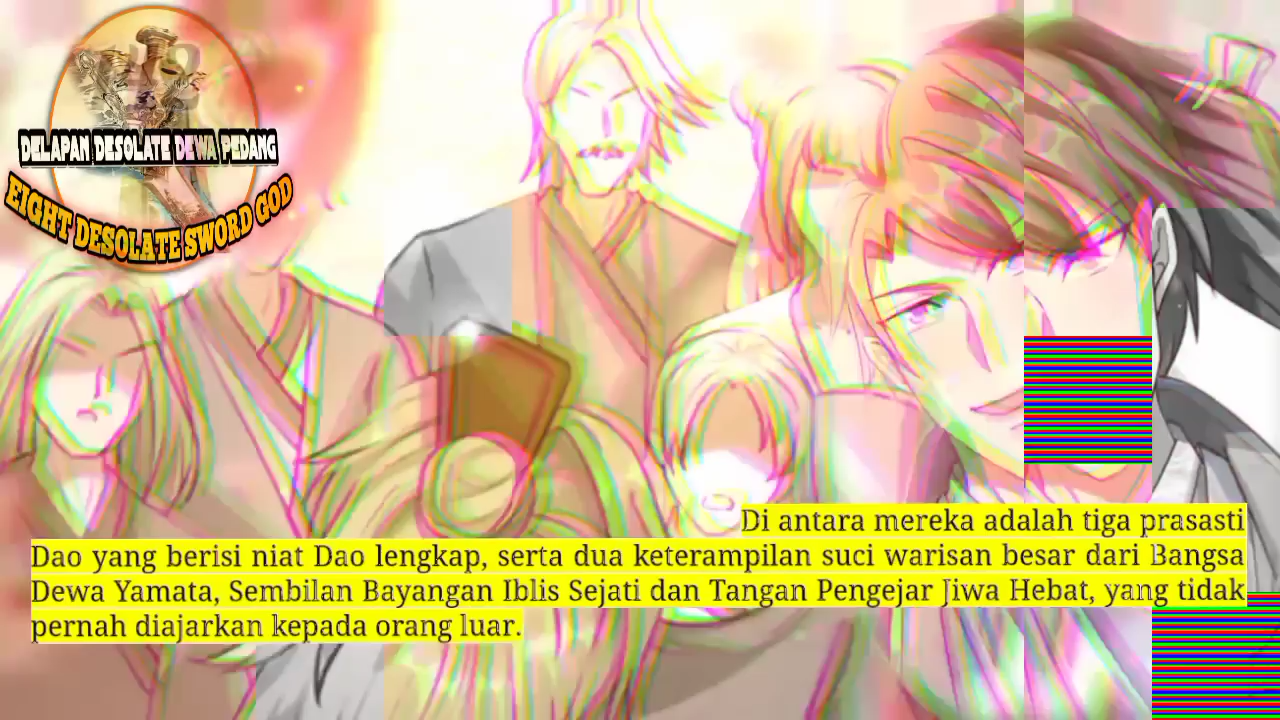 DELAPAN DESOLATE DEWA PEDANG
EIGHT DESOLATE SWORD GOD
Di antara mereka adalah tiga prasasti
Dao yang berisi niat Dao lengkap, serta dua keterampilan suci warisan besar dari Bangsa
Dewa Yamata, Sembilan Bayangan Iblis Sejati dan Tangan Pengejar Jiwa Hebat, yang tidak
pernah diajarkan kepada orang luar.